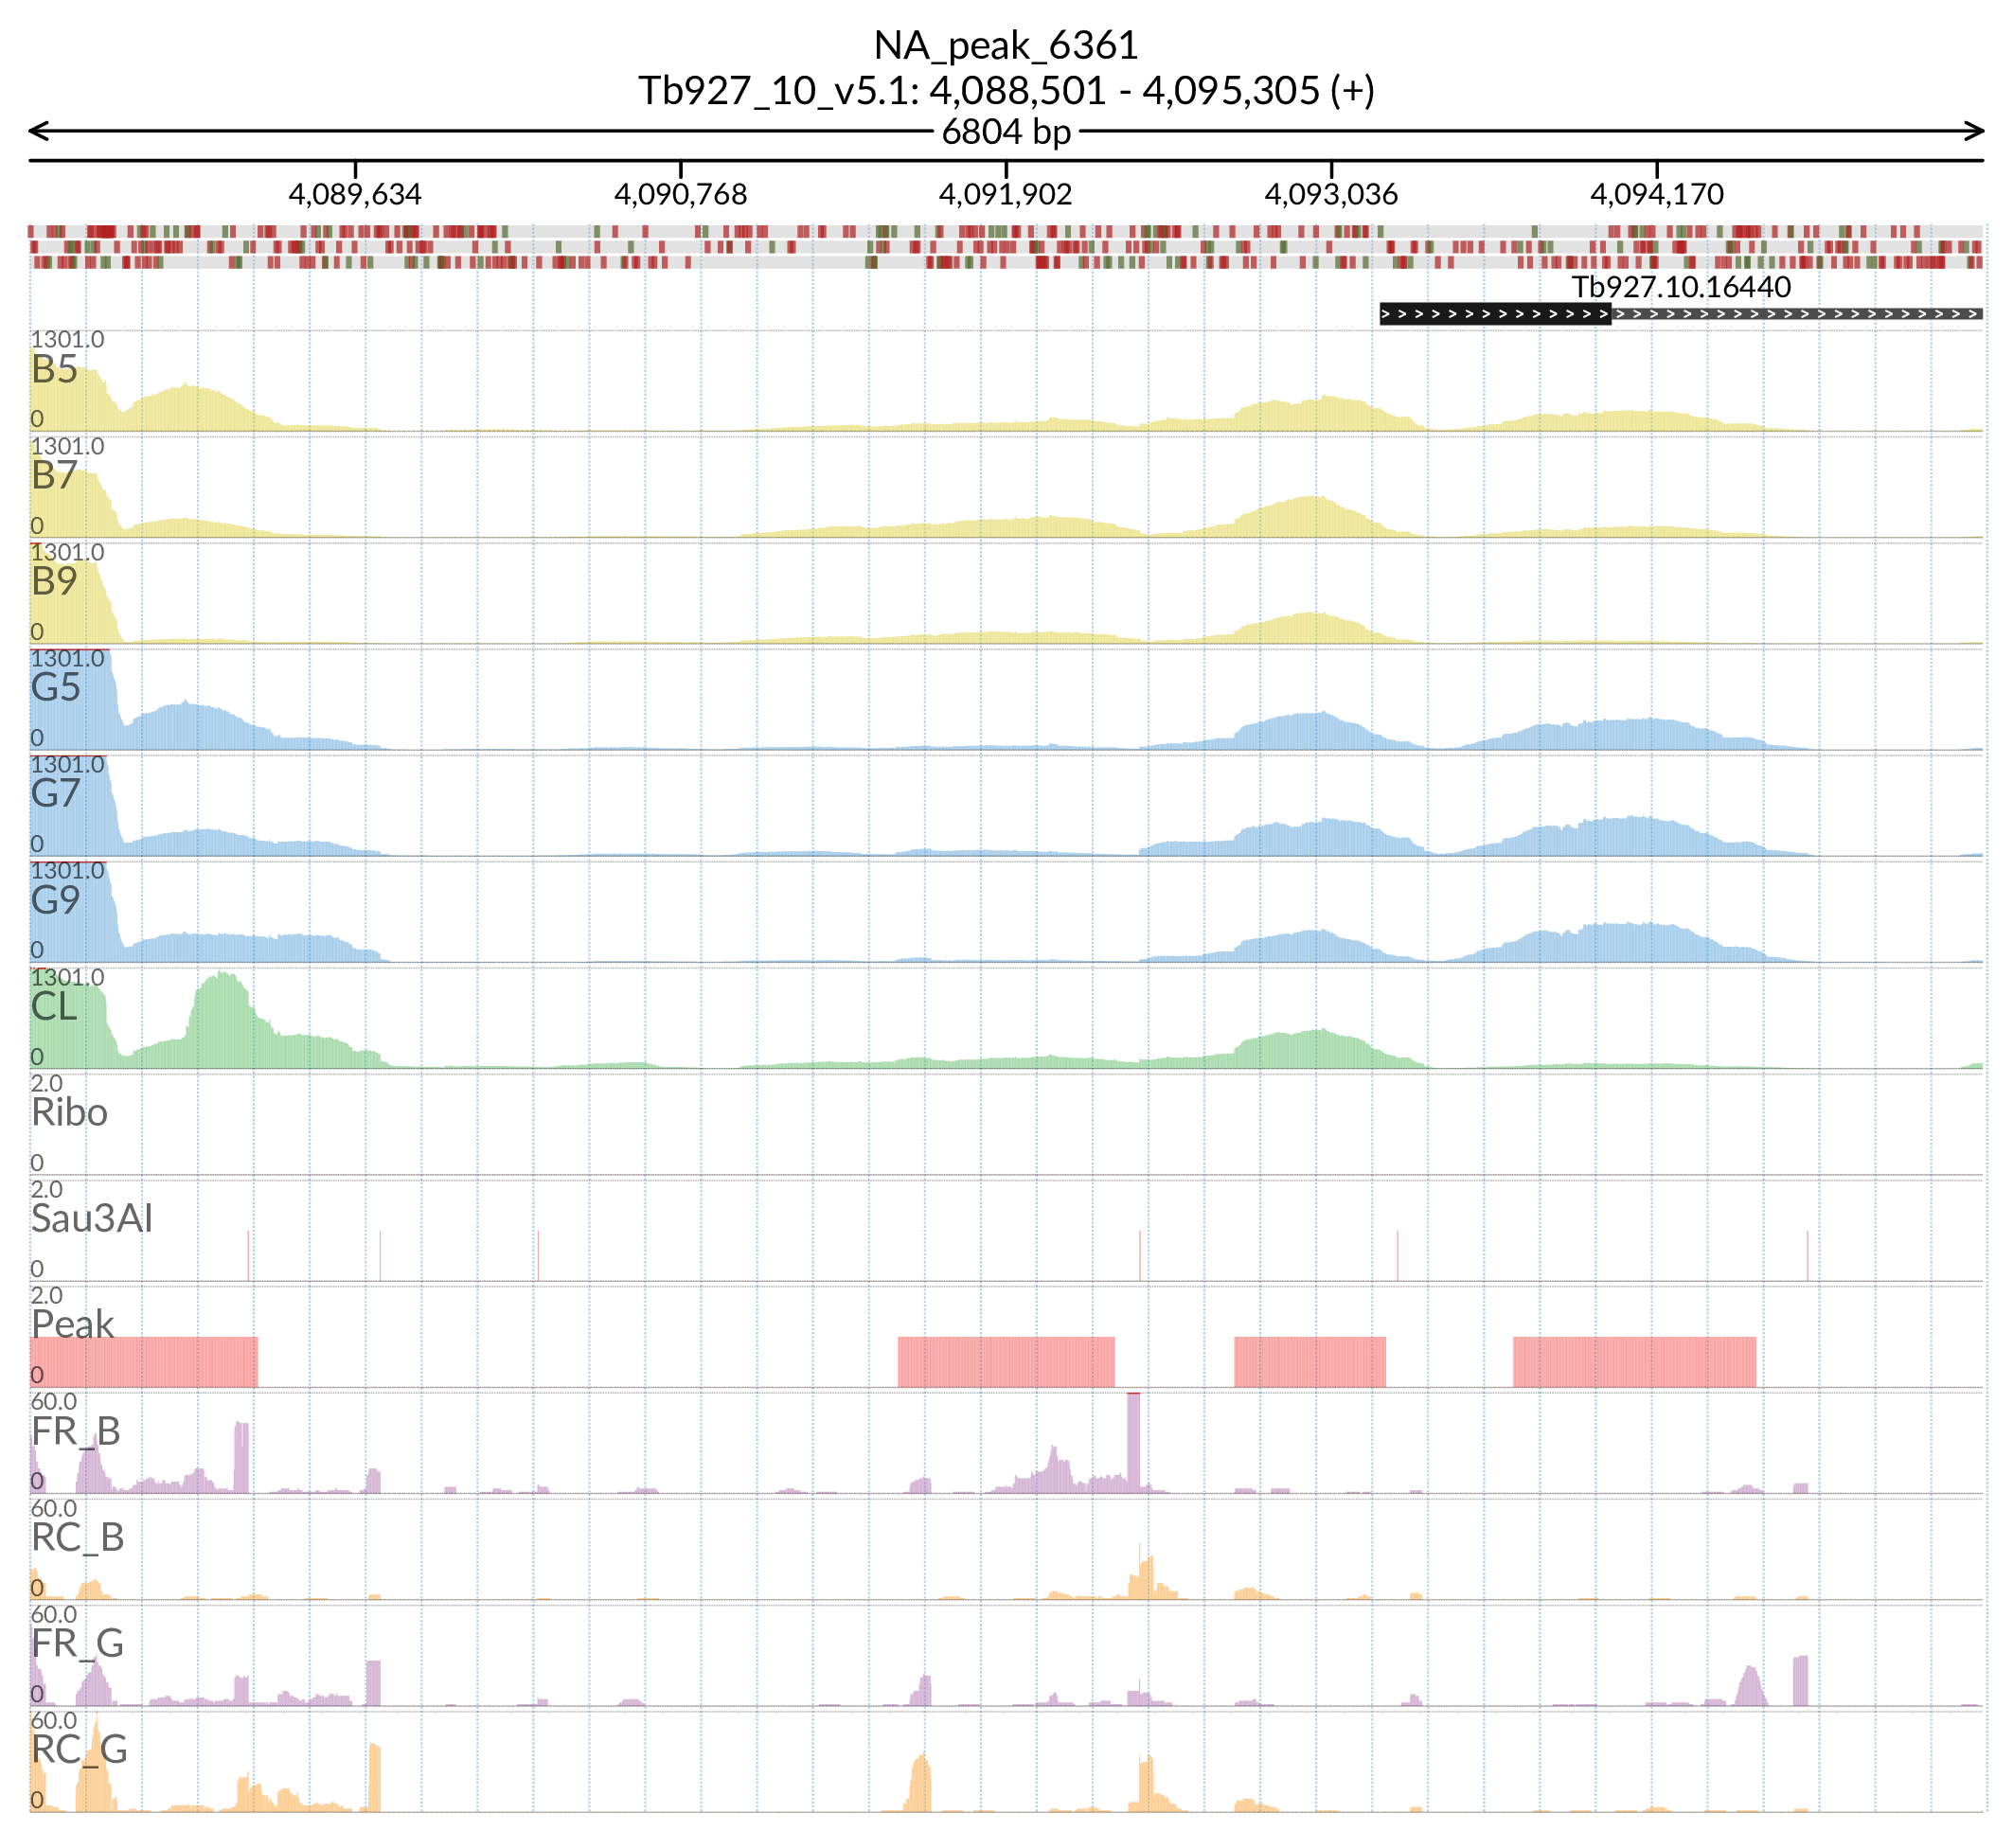 NA_peak_6361
Tb927_10_v5.1: 4,088,501 - 4,095,305 (+)
6804 bp
4,089,634 4,090,768 4,091,902 4,093,036 4,094,170
Tb927.10.16440
1301.0
B5
0
1301.0
B7
0
1301.0
B9
0
1301.0
G5
0
1301.0
G7
0
1301.0
G9
0
1301.0
CL
0
2.0
Ribo
0
2.0
Sau3AI
0
2.0
Peak
0
60.0
FR_B
0
60.0
RC_B
0
60.0
FR_G
0
60.0
RC_G
0